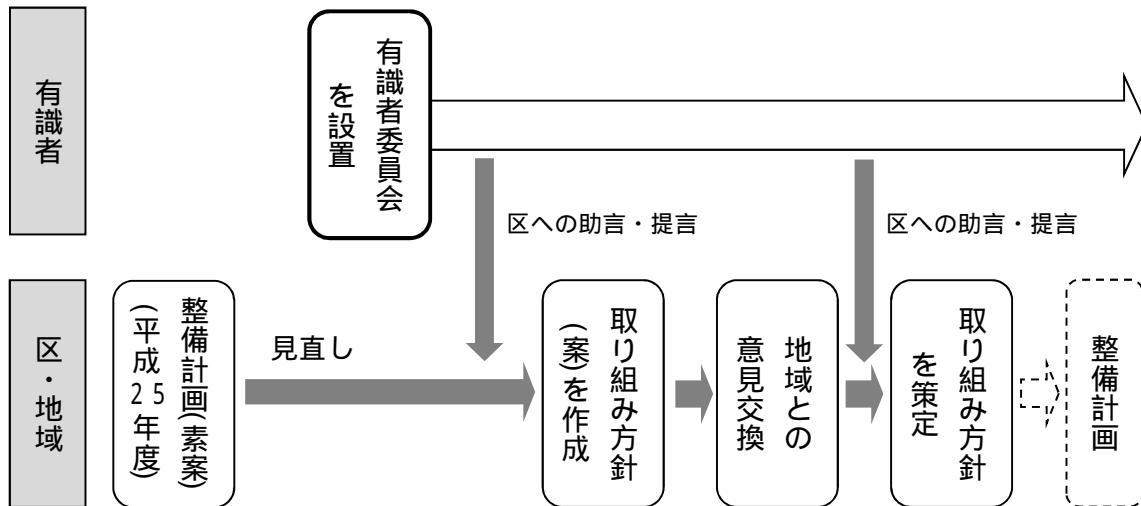 有識者
有識者委員会
を設置
区への助言・提言
区への助言・提言
区・地域
整備計画(素案)
(平成25年度)
見直し
取り組み方針
(案)を作成
地域との
意見交換
取り組み方針
を策定
整備計画